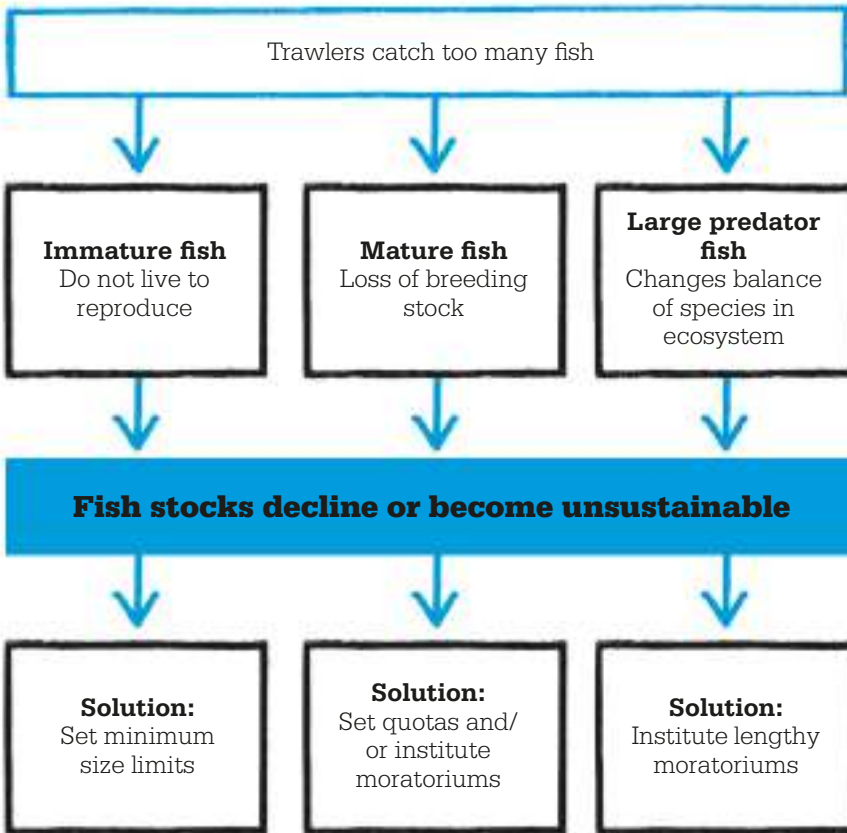 Trawlers catch too many fish
Immature fish
Do not live to
reproduce
Mature fish
Loss of breeding
stock
Large predator
fish
Changes balance
of species in
ecosystem
Fish stocks decline or become unsustainable
Solution:
Set minimum
size limits
Solution:
Set quotas and/
or institute
moratoriums
Solution:
Institute lengthy
moratoriums